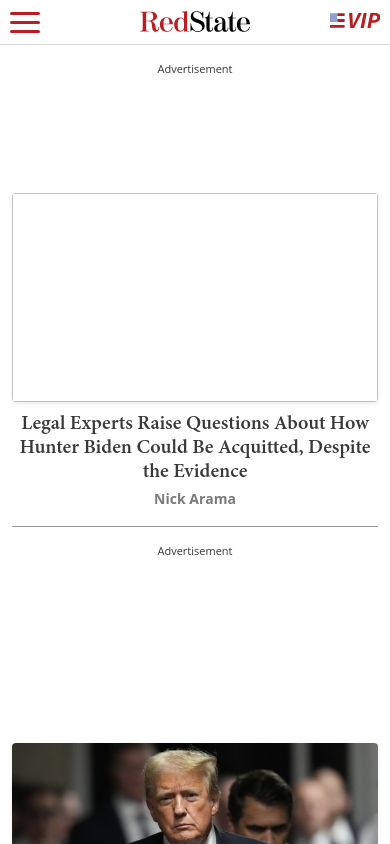 RedState
VIP
Advertisement
Legal Experts Raise Questions About How
Hunter Biden Could Be Acquitted, Despite
the Evidence
Nick Arama
Advertisement